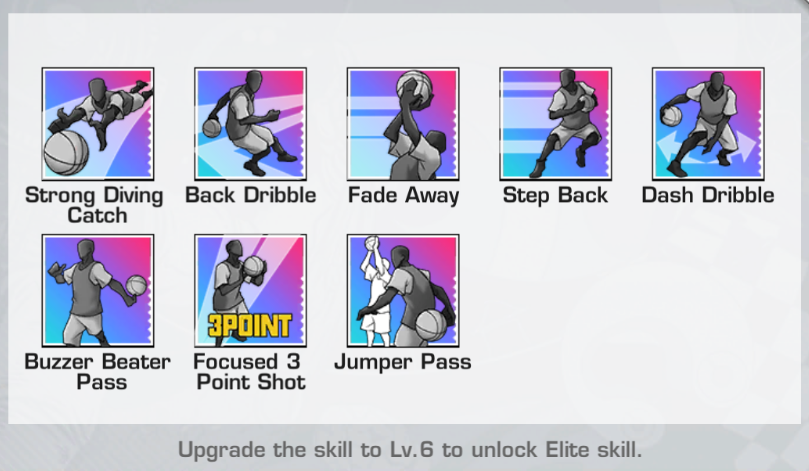 Strong Diving
Catch
Back Dribble
Fade Away
Step Back
Dash Dribble
3POINT
Buzzer Beater
Pass
Focused 3
Point Shot
Jumper Pass
Upgrade the skill to Lv.6 to unlock Elite skill.